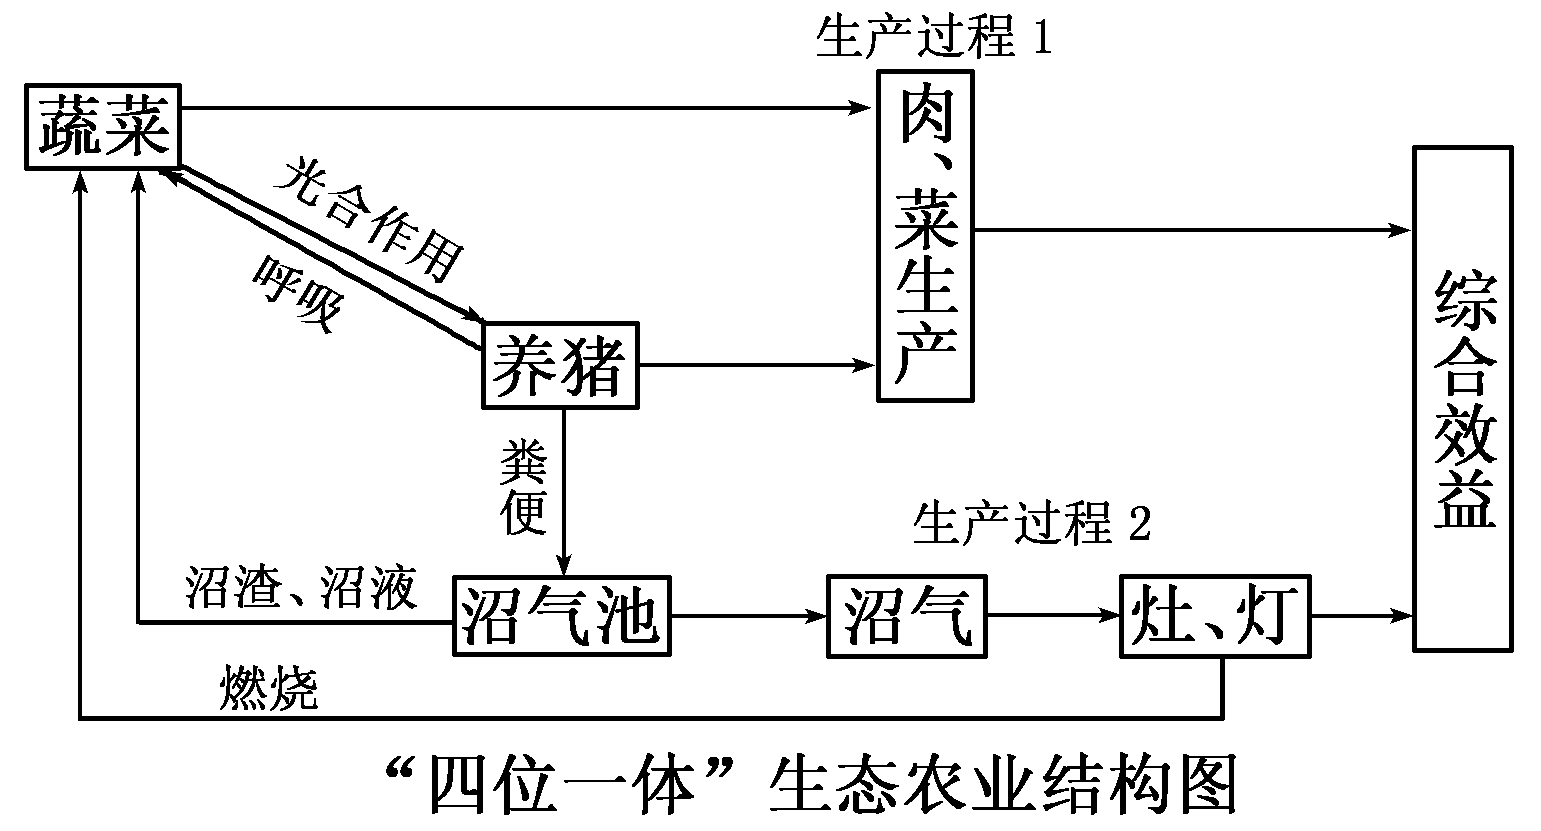 生产过程1
蔬菜
肉、菜生产
光合作用
呼吸
综合效益
养猪
粪便
生产过程2
沼渣、沼液
沼气池
沼气
灶、灯
燃烧
“四位一体”生态农业结构图